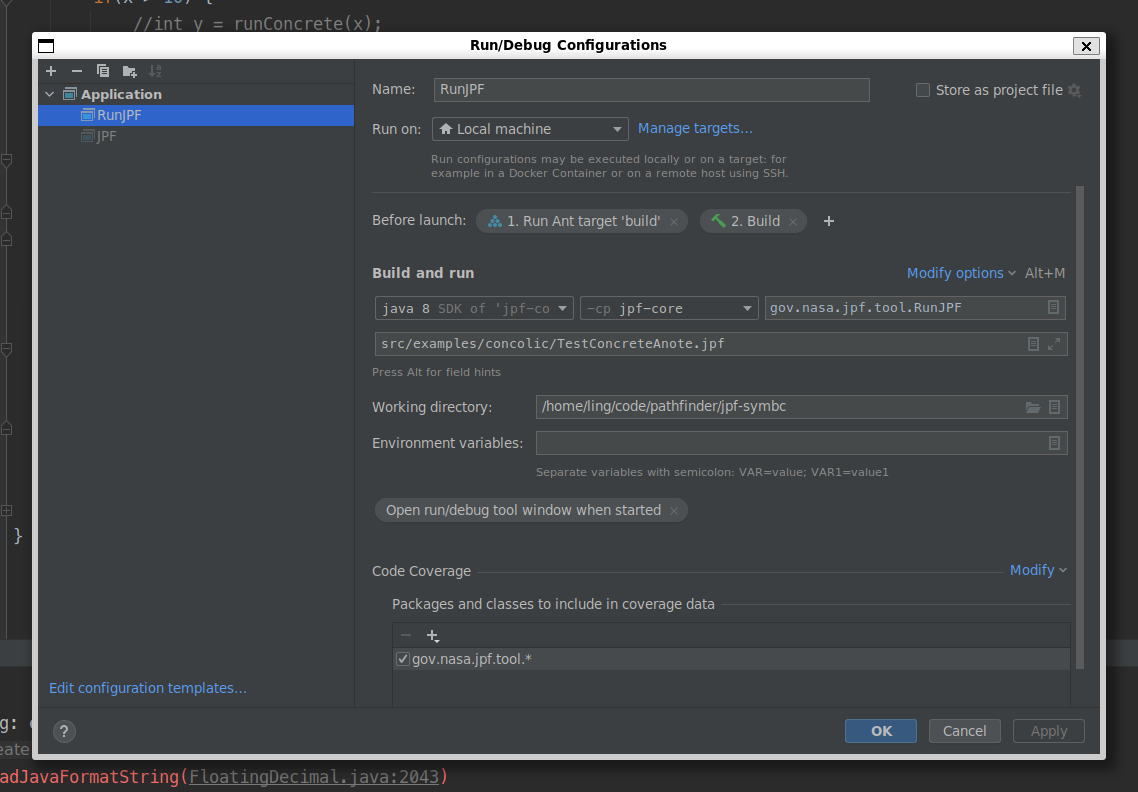 //int y = runConcrete(x);
Run/Debug Configurations
Application
RunJPF
JPF
Name: RunJPF
Store as project file
Run on: Local machine Manage targets...
Run configurations may be executed locally or on a target: for
example in a Docker Container or on a remote host using SSH.
Before launch: 1. Run Ant target 'build' 2. Build
Build and run Modify options Alt+M
java 8 SDK of 'jpf-co -cp jpf-core gov.nasa.jpf.tool.RunJPF
src/examples/concolic/TestConcreteAnote.jpf
Press Alt for field hints
Working directory: /home/ling/code/pathfinder/jpf-symbc
Environment variables:
Separate variables with semicolon: VAR=value; VAR1=value1
Open run/debug tool window when started
}
Code Coverage Modify
Packages and classes to include in coverage data
gov.nasa.jpf.tool.*
Edit configuration templates...
g:
eate
? OK Cancel Apply
adJavaFormatString(FloatingDecimal.java:2043)